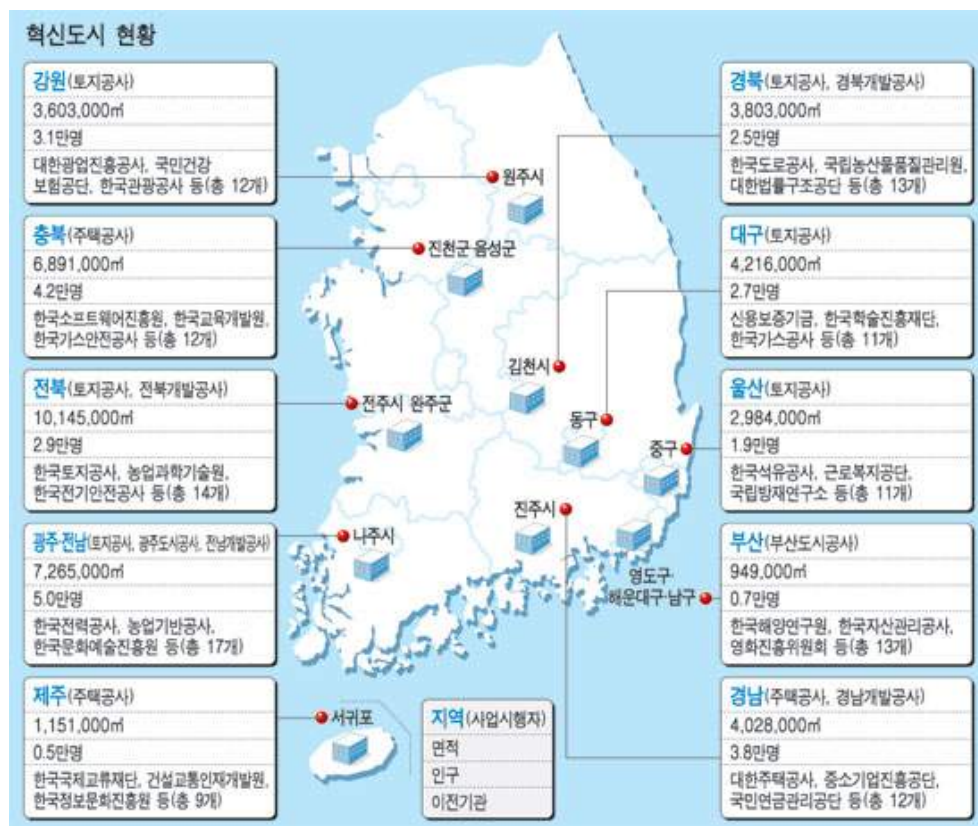 혁신도시 현황
강원(토지공사)
3,603,000㎡
3.1만명
대한광업진흥공사, 국민건강
보험공단, 한국관광공사 등(총 12개)
충북(주택공사)
6,891,000㎡
4.2만명
한국소프트웨어진흥원, 한국교육개발원,
한국가스안전공사 등(총 12개)
전북(토지공사, 전북개발공사)
10,145,000㎡
2.9만명
한국토지공사, 농업과학기술원,
한국전기안전공사 등(총 14개)
광주·전남(토지공사, 광주도시공사, 전남개발공사)
7,265,000㎡
5.0만명
한국전력공사, 농업기반공사,
한국문화예술진흥원 등(총 17개)
제주(주택공사)
1,151,000㎡
0.5만명
한국국제교류재단, 건설교통인재개발원,
한국정보문화진흥원 등(총 9개)
원주시
진천군·음성군
김천시
전주시 완주군
동구
중구
진주시
나주시
영도구·
해운대구·남구
서귀포
지역(사업시행자)
면적
인구
이전기관
경북(토지공사, 경북개발공사)
3,803,000㎡
2.5만명
한국도로공사, 국립농산물품질관리원,
대한법률구조공단 등(총 13개)
대구(토지공사)
4,216,000㎡
2.7만명
신용보증기금, 한국학술진흥재단,
한국가스공사 등(총 11개)
울산(토지공사)
2,984,000㎡
1.9만명
한국석유공사, 근로복지공단,
국립방재연구소 등(총 11개)
부산(부산도시공사)
949,000㎡
0.7만명
한국해양연구원, 한국자산관리공사,
영화진흥위원회 등(총 13개)
경남(주택공사, 경남개발공사)
4,028,000㎡
3.8만명
대한주택공사, 중소기업진흥공단,
국민연금관리공단 등(총 12개)